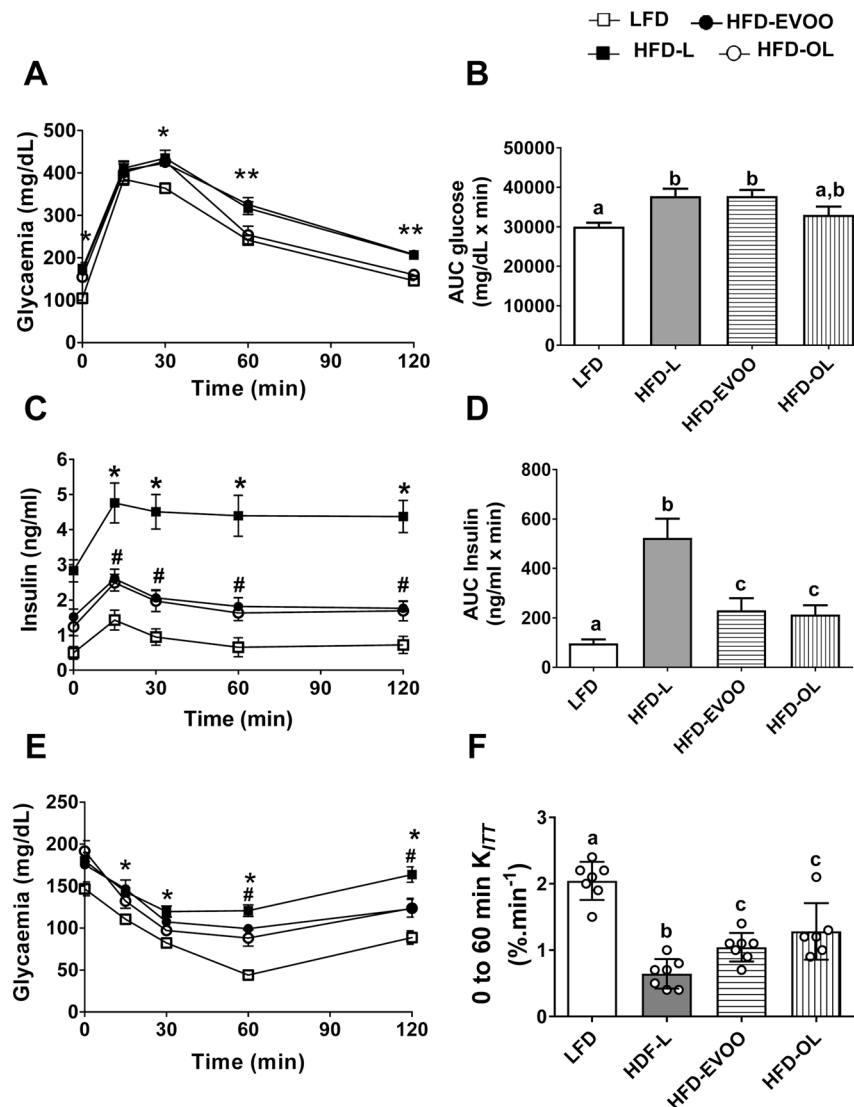 LFD
HFD-EVOO
HFD-L
HFD-OL
A
Glycaemia (mg/dL)
500
400
300
200
100
0
*
*
**
**
0
30
60
90
120
Time (min)
B
AUC glucose
(mg/dL x min)
50000
40000
30000
20000
10000
0
a
b
b
a,b
LFD
HFD-L
HFD-EVOO
HFD-OL
C
Insulin (ng/ml)
6
5
4
3
2
1
0
*
*
*
*
#
#
#
#
0
30
60
90
120
Time (min)
D
AUC Insulin
(ng/ml x min)
800
600
400
200
0
a
b
c
c
LFD
HFD-L
HFD-EVOO
HFD-OL
E
Glycaemia (mg/dL)
250
200
150
100
50
0
*
*
*
#
*
#
0
30
60
90
120
Time (min)
F
0 to 60 min KITT
(%.min-1)
3
2
1
0
a
b
c
c
LFD
HDF-L
HFD-EVOO
HFD-OL